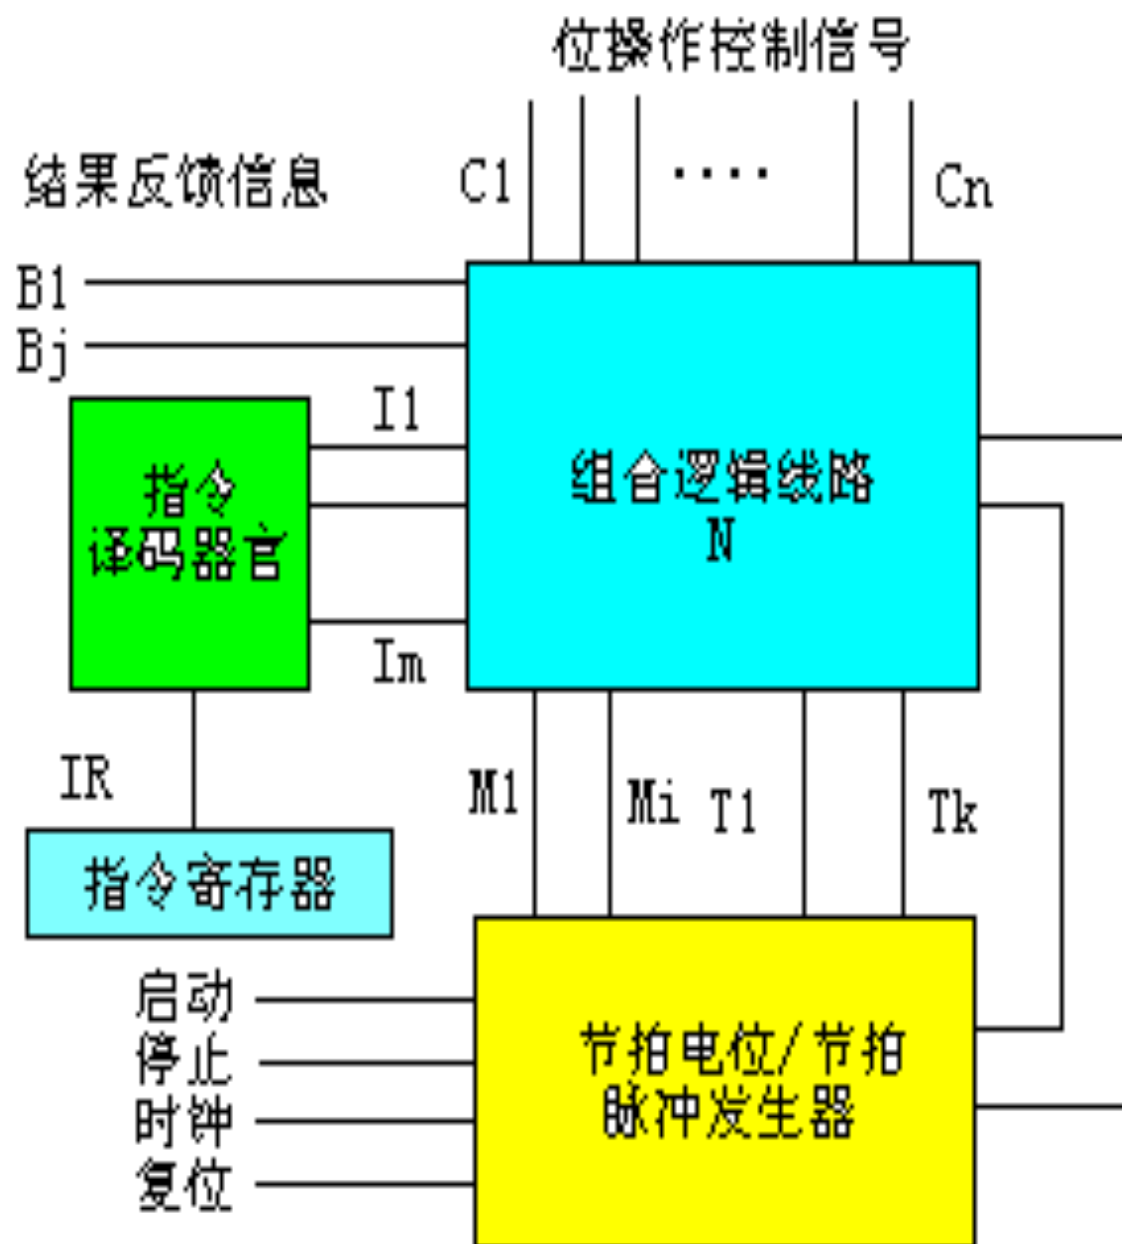 位操作控制信号
结果反馈信息
C1
····
Cn
B1
Bj
I1
指令
译码器官
组合逻辑线路
N
Im
IR
M1
Mi
T1
Tk
指令寄存器
启动
停止
时钟
复位
节拍电位/节拍
脉冲发生器